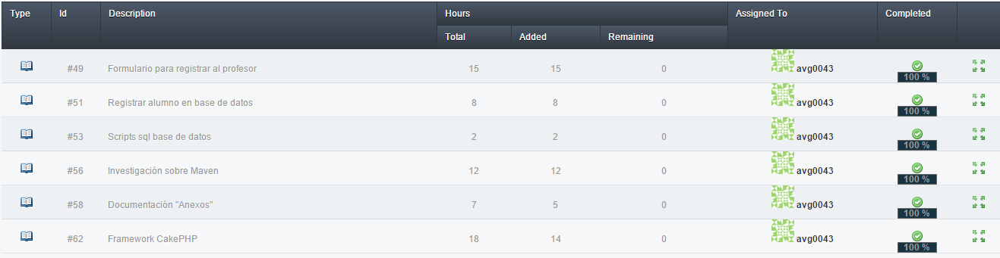 Type Id Description Hours Assigned To Completed
Total Added Remaining
#49 Formulario para registrar al profesor 15 15 0 avg0043 100 %
#51 Registrar alumno en base de datos 8 8 0 avg0043 100 %
#53 Scripts sql base de datos 2 2 0 avg0043 100 %
#56 Investigación sobre Maven 12 12 0 avg0043 100 %
#58 Documentación "Anexos" 7 5 0 avg0043 100 %
#62 Framework CakePHP 18 14 0 avg0043 100 %